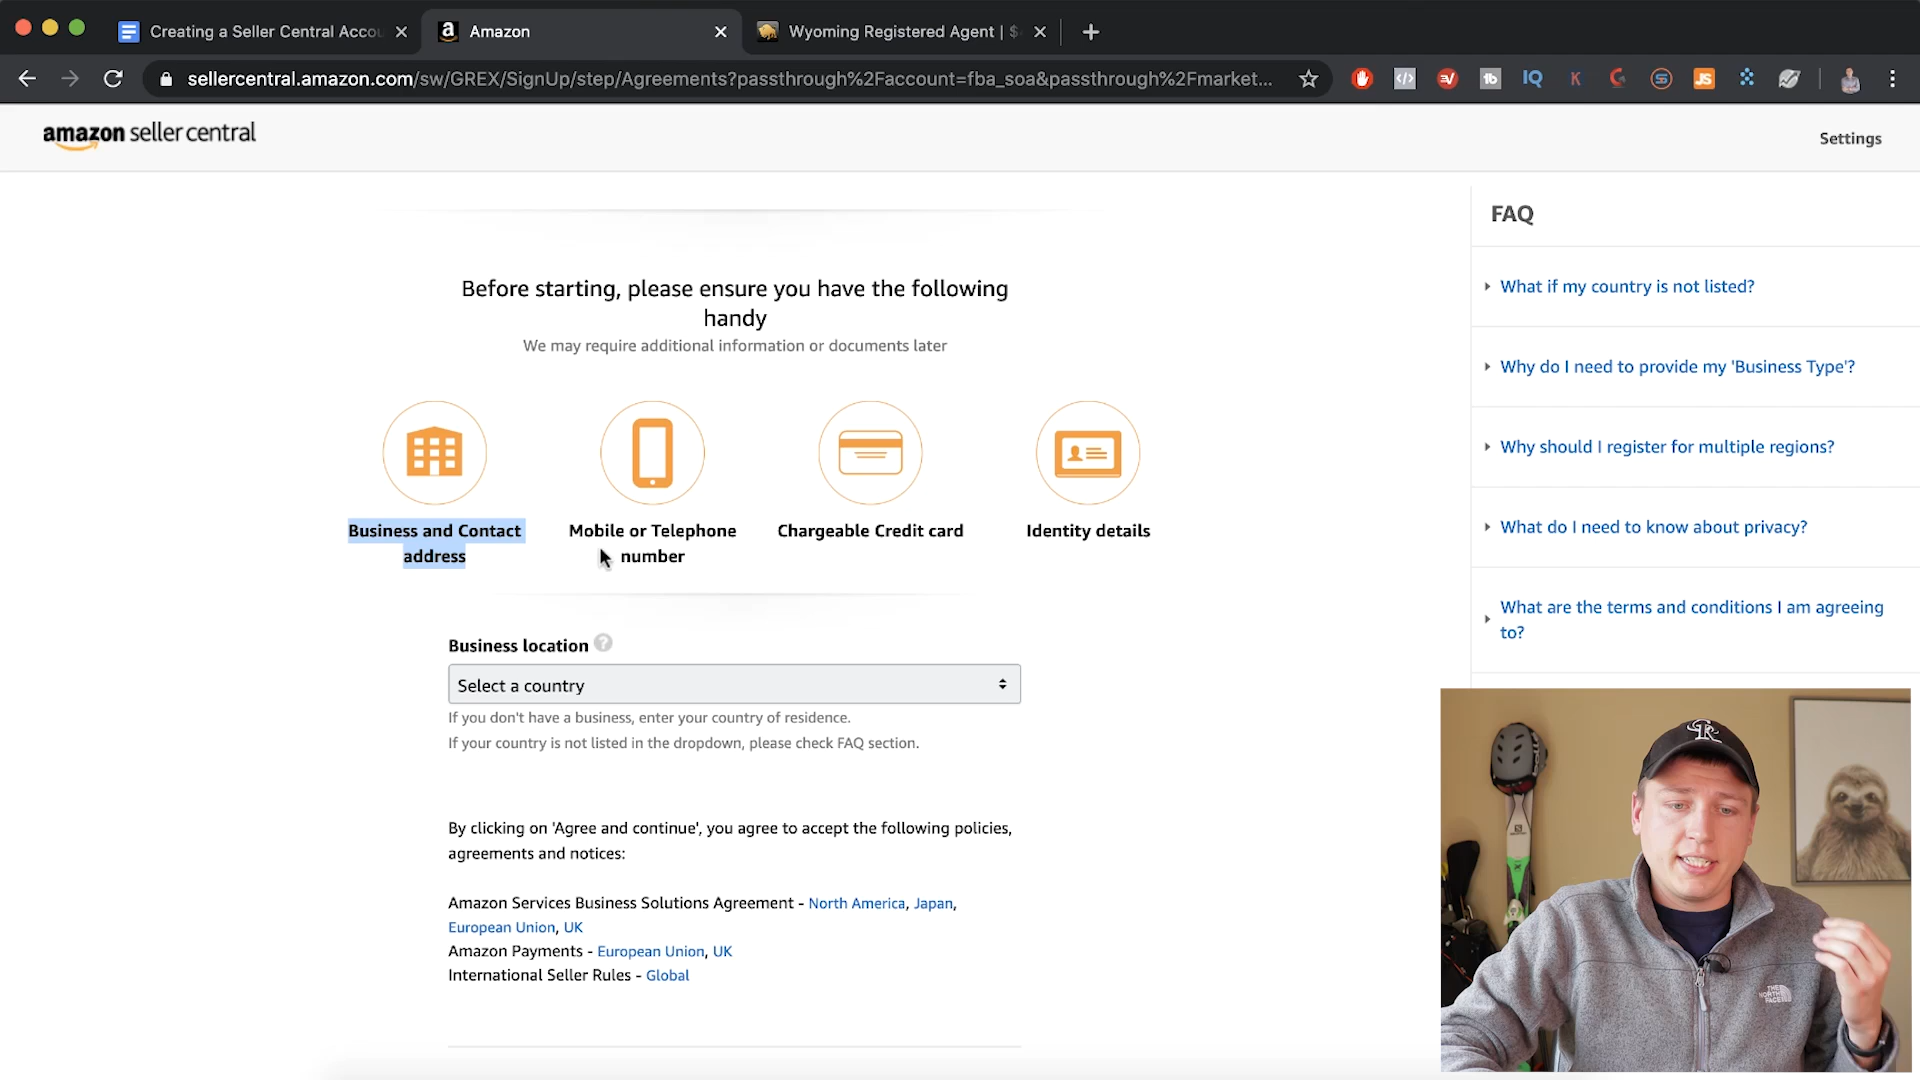 Creating a Seller Central Accou
Amazon
Wyoming Registered Agent | $
sellercentral.amazon.com/sw/GREX/SignUp/step/Agreements?passthrough%2Faccount=fba_soa&passthrough%2Fmarket...
amazon seller central
Settings
Before starting, please ensure you have the following
handy
We may require additional information or documents later
Business and Contact
address
Mobile or Telephone
number
Chargeable Credit card
Identity details
Business location
Select a country
If you don't have a business, enter your country of residence.
If your country is not listed in the dropdown, please check FAQ section.
By clicking on 'Agree and continue', you agree to accept the following policies,
agreements and notices:
Amazon Services Business Solutions Agreement - North America, Japan,
European Union, UK
Amazon Payments - European Union, UK
International Seller Rules - Global
FAQ
What if my country is not listed?
Why do I need to provide my 'Business Type'?
Why should I register for multiple regions?
What do I need to know about privacy?
What are the terms and conditions I am agreeing
to?
THE
NORTH
FACE